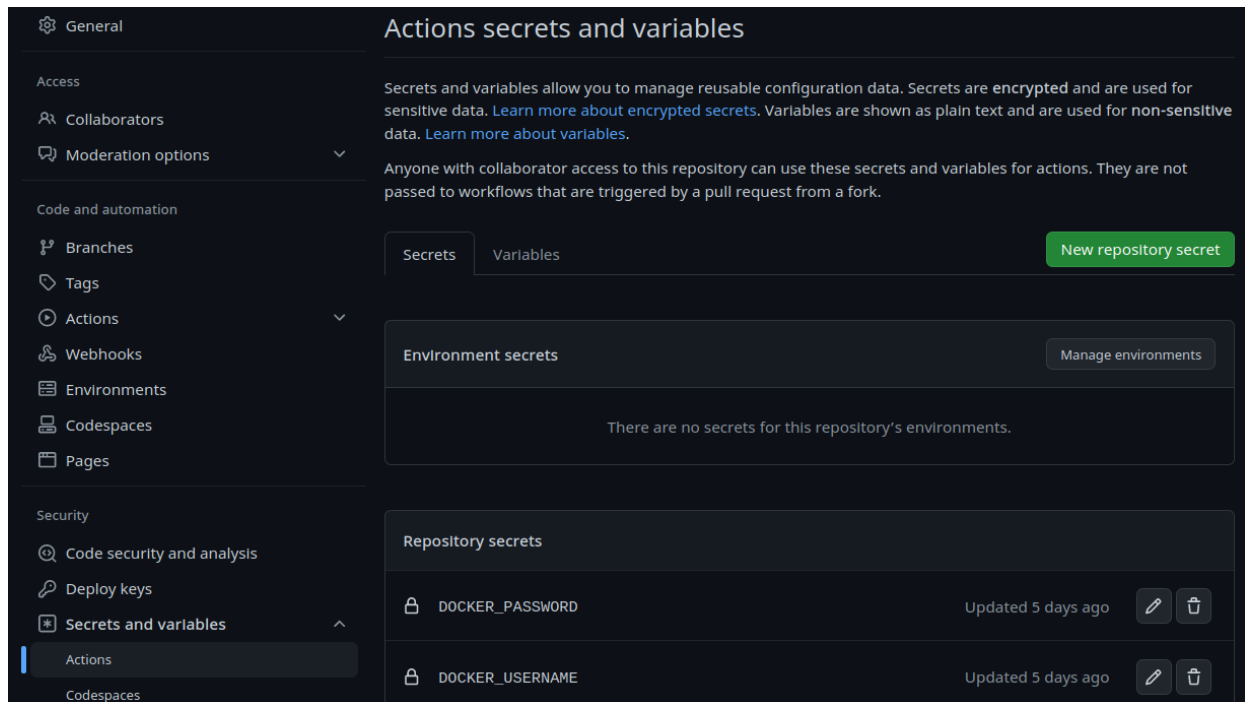 General
Access
Collaborators
Moderation options
Code and automation
Branches
Tags
Actions
Webhooks
Environments
Codespaces
Pages
Security
Code security and analysis
Deploy keys
Secrets and variables
Actions
Codespaces
Actions secrets and variables
Secrets and variables allow you to manage reusable configuration data. Secrets are encrypted and are used for
sensitive data. Learn more about encrypted secrets. Variables are shown as plain text and are used for non-sensitive
data. Learn more about variables.
Anyone with collaborator access to this repository can use these secrets and variables for actions. They are not
passed to workflows that are triggered by a pull request from a fork.
Secrets Variables New repository secret
Environment secrets Manage environments
There are no secrets for this repository's environments.
Repository secrets
DOCKER_PASSWORD Updated 5 days ago
DOCKER_USERNAME Updated 5 days ago